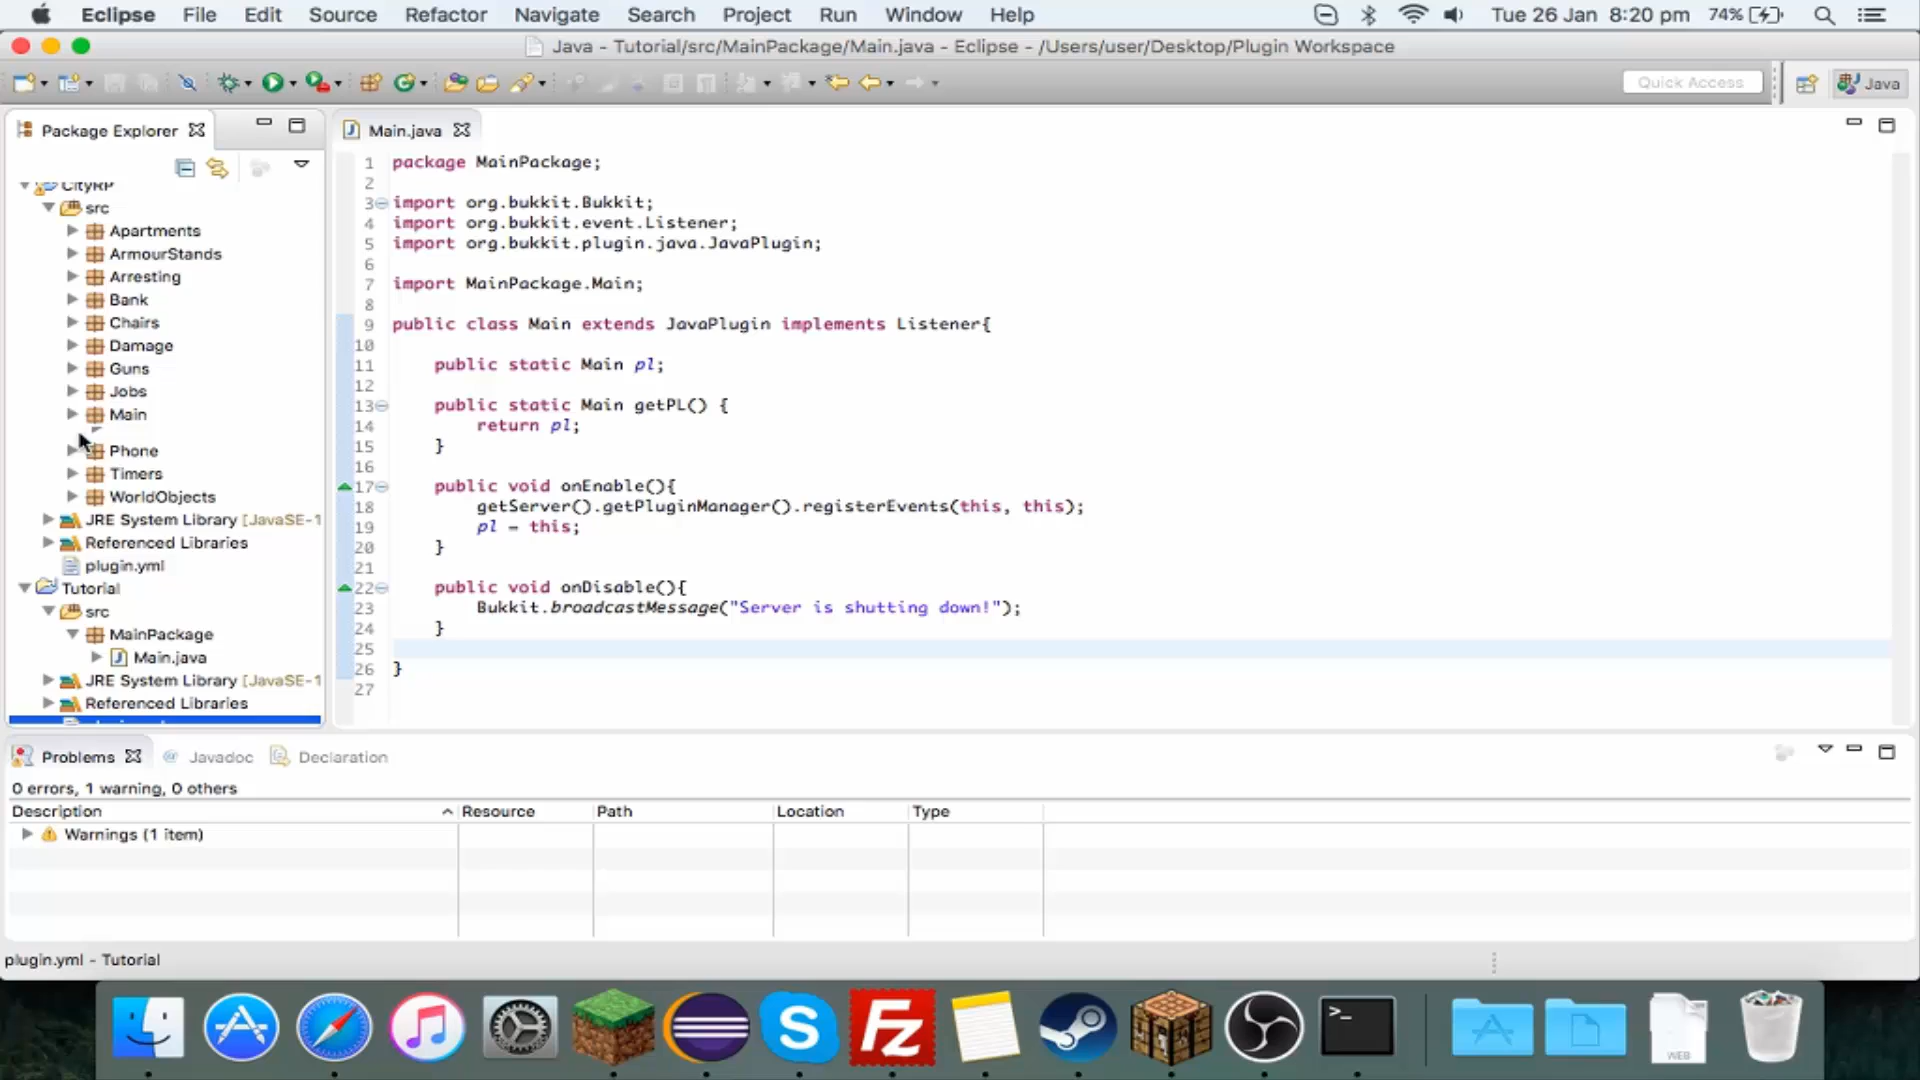 Eclipse File Edit Source Refactor Navigate Search Project Run Window Help Tue 26 Jan 8:20 pm 74%
Java - Tutorial/src/MainPackage/Main.java - Eclipse - /Users/user/Desktop/Plugin Workspace
Quick Access Java
Package Explorer
CityRP
src
Apartments
ArmourStands
Arresting
Bank
Chairs
Damage
Guns
Jobs
Main
Phone
Timers
WorldObjects
JRE System Library [JavaSE-1
Referenced Libraries
plugin.yml
Tutorial
src
MainPackage
Main.java
JRE System Library [JavaSE-1
Referenced Libraries
Main.java
1 package MainPackage;
2
3 import org.bukkit.Bukkit;
4 import org.bukkit.event.Listener;
5 import org.bukkit.plugin.java.JavaPlugin;
6
7 import MainPackage.Main;
8
9 public class Main extends JavaPlugin implements Listener{
10
11 public static Main pl;
12
13 public static Main getPL() {
14 return pl;
15 }
16
17 public void onEnable(){
18 getServer().getPluginManager().registerEvents(this, this);
19 pl = this;
20 }
21
22 public void onDisable(){
23 Bukkit.broadcastMessage("Server is shutting down!");
24 }
25
26 }
27
Problems Javadoc Declaration
0 errors, 1 warning, 0 others
Description Resource Path Location Type
Warnings (1 item)
plugin.yml - Tutorial
S Fz >_ WEB